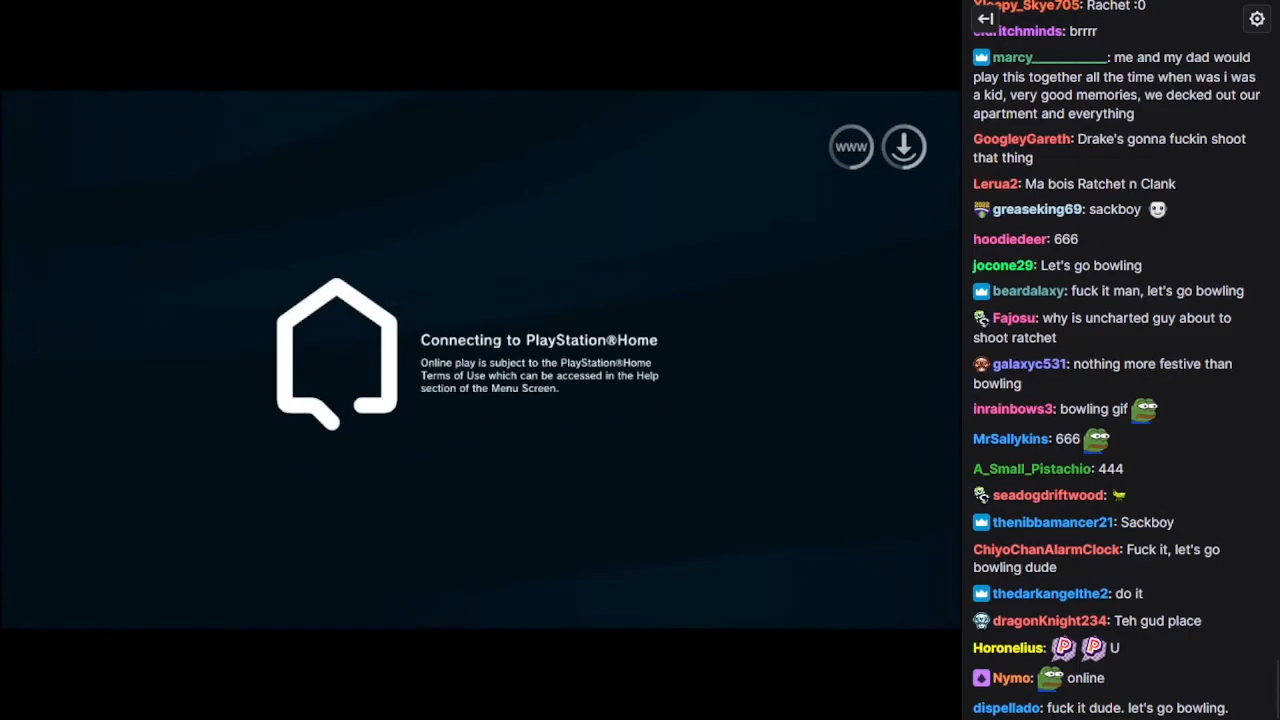 WWW
Connecting to PlayStation®Home
Online play is subject to the PlayStation®Home
Terms of Use which can be accessed in the Help
section of the Menu Screen.
Skye705: Rachet :0
eldritchminds: brrrr
marcy___________: me and my dad would
play this together all the time when was i was
a kid, very good memories, we decked out our
apartment and everything
GoogleyGareth: Drake's gonna fuckin shoot
that thing
Lerua2: Ma bois Ratchet n Clank
2022 greaseking69: sackboy
hoodiedeer: 666
jocone29: Let's go bowling
beardalaxy: fuck it man, let's go bowling
Fajosu: why is uncharted guy about to
shoot ratchet
galaxyc531: nothing more festive than
bowling
inrainbows3: bowling gif
MrSallykins: 666
A_Small_Pistachio: 444
seadogdriftwood:
thenibbamancer21: Sackboy
ChiyoChanAlarmClock: Fuck it, let's go
bowling dude
thedarkangelthe2: do it
dragonKnight234: Teh gud place
Horonelius: P P U
Nymo: online
dispellado: fuck it dude. let's go bowling.